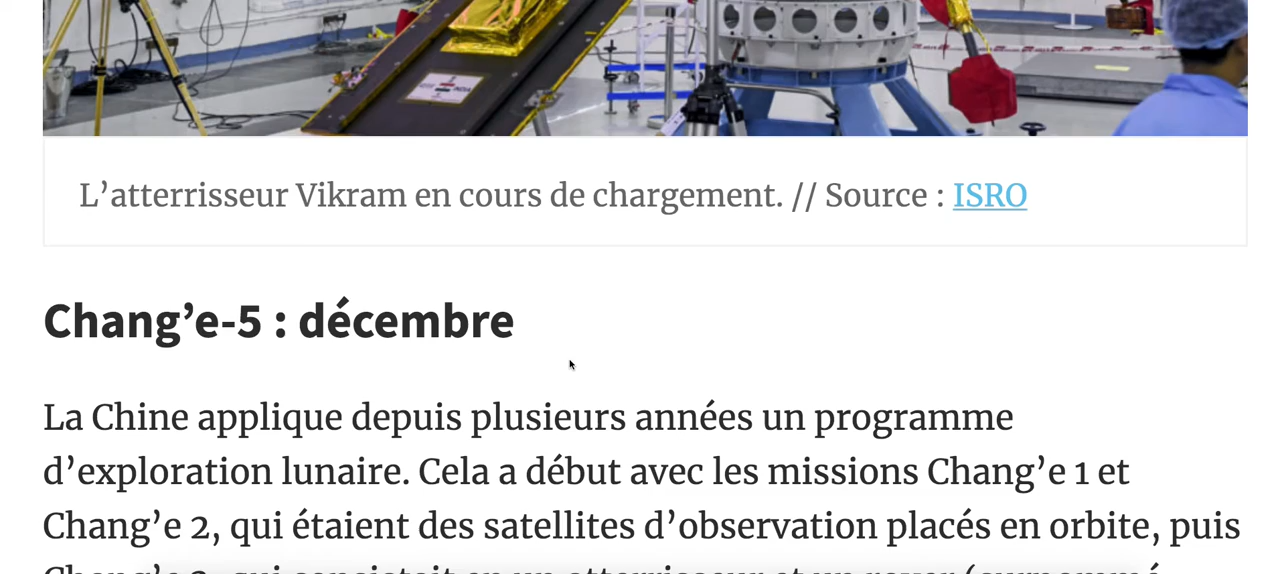 L’atterrisseur Vikram en cours de chargement. // Source : ISRO
Chang’e-5 : décembre
La Chine applique depuis plusieurs années un programme
d’exploration lunaire. Cela a début avec les missions Chang’e 1 et
Chang’e 2, qui étaient des satellites d’observation placés en orbite, puis